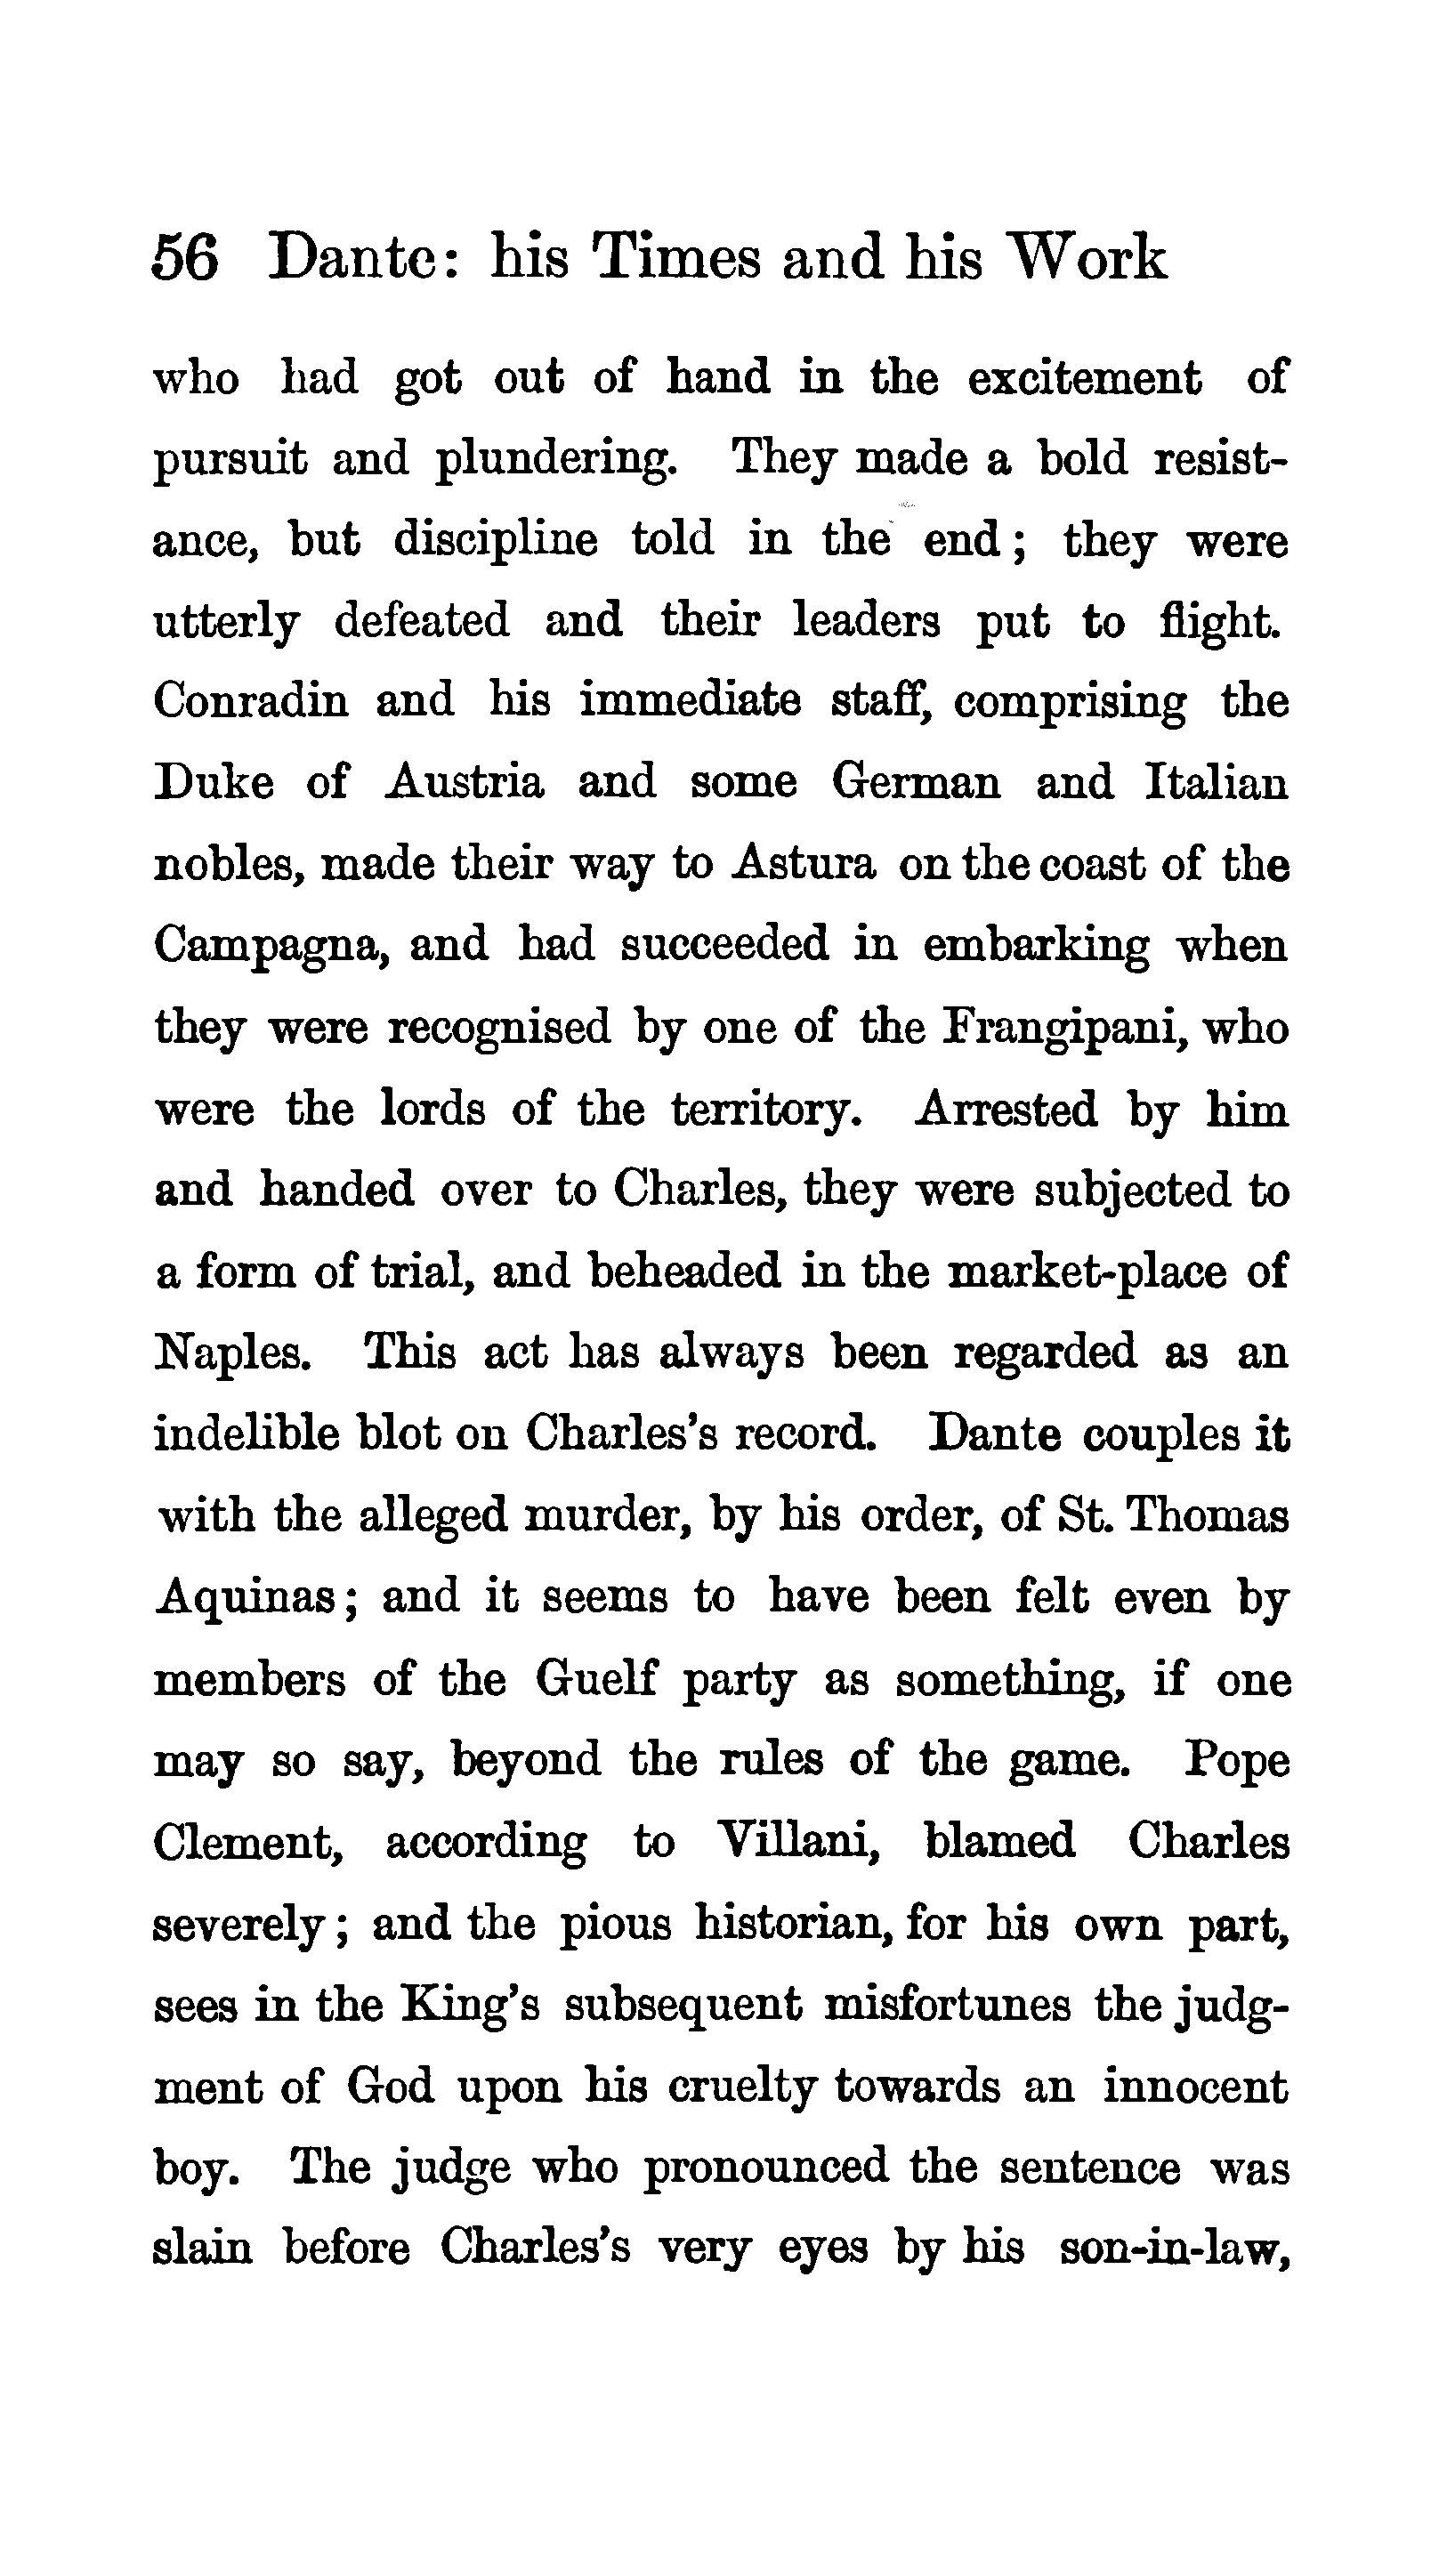 56 Dante: his Times and his Work
who had got out of hand in the excitement of
pursuit and plundering. They made a bold resist-
ance, but discipline told in the end; they were
utterly defeated and their leaders put to flight.
Conradin and his immediate staff, comprising the
Duke of Austria and some German and Italian
nobles, made their way to Astura on the coast of the
Campagna, and had succeeded in embarking when
they were recognised by one of the Frangipani, who
were the lords of the territory. Arrested by him
and handed over to Charles, they were subjected to
a form of trial, and beheaded in the market-place of
Naples. This act has always been regarded as an
indelible blot on Charles's record. Dante couples it
with the alleged murder, by his order, of St. Thomas
Aquinas; and it seems to have been felt even by
members of the Guelf party as something, if one
may so say, beyond the rules of the game. Pope
Clement, according to Villani, blamed Charles
severely; and the pious historian, for his own part,
sees in the King's subsequent misfortunes the judg-
ment of God upon his cruelty towards an innocent
boy. The judge who pronounced the sentence was
slain before Charles's very eyes by his son-in-law,